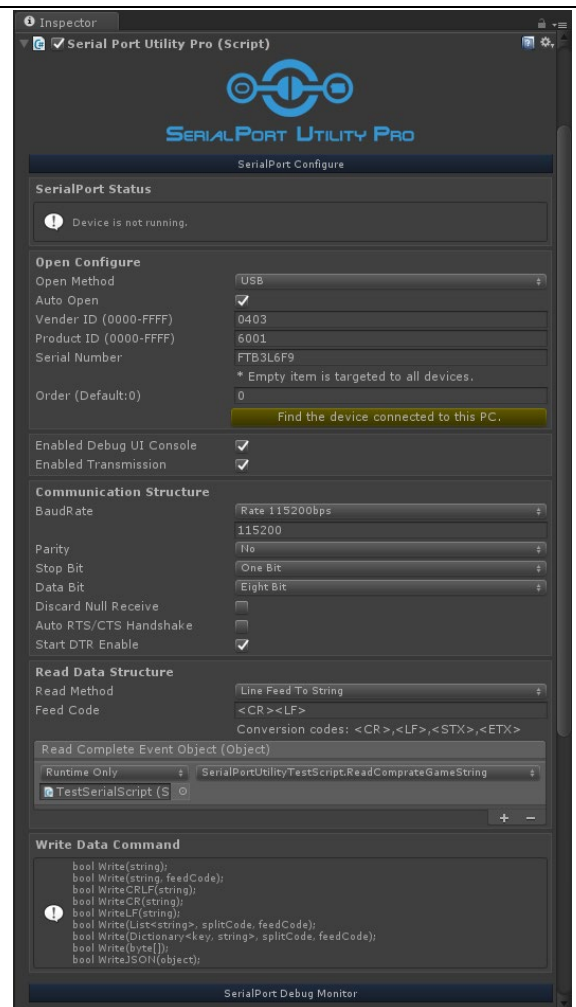 Inspector
Serial Port Utility Pro (Script)
SERIALPORT UTILITY PRO
SerialPort Configure
SerialPort Status
Device is not running.
Open Configure
Open Method USB
Auto Open
Vender ID (0000-FFFF) 0403
Product ID (0000-FFFF) 6001
Serial Number FTB3L6F9
* Empty item is targeted to all devices.
Order (Default:0) 0
Find the device connected to this PC.
Enabled Debug UI Console
Enabled Transmission
Communication Structure
BaudRate Rate 115200bps
115200
Parity No
Stop Bit One Bit
Data Bit Eight Bit
Discard Null Receive
Auto RTS/CTS Handshake
Start DTR Enable
Read Data Structure
Read Method Line Feed To String
Feed Code <CR><LF>
Conversion codes: <CR>,<LF>,<STX>,<ETX>
Read Complete Event Object (Object)
Runtime Only SerialPortUtilityTestScript.ReadComprateGameString
TestSerialScript (S
Write Data Command
bool Write(string);
bool Write(string, feedCode);
bool WriteCRLF(string);
bool WriteCR(string);
bool WriteLF(string);
bool Write(List<string>, splitCode, feedCode);
bool Write(Dictionary<key, string>, splitCode, feedCode);
bool Write(byte[]);
bool WriteJSON(object);
SerialPort Debug Monitor